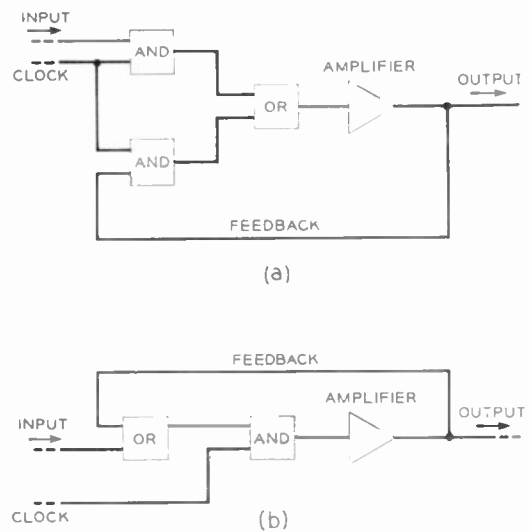 INPUT
AND
CLOCK
AMPLIFIER
OUTPUT
OR
AND
FEEDBACK
(a)
FEEDBACK
AMPLIFIER
INPUT
OUTPUT
OR
AND
CLOCK
(b)